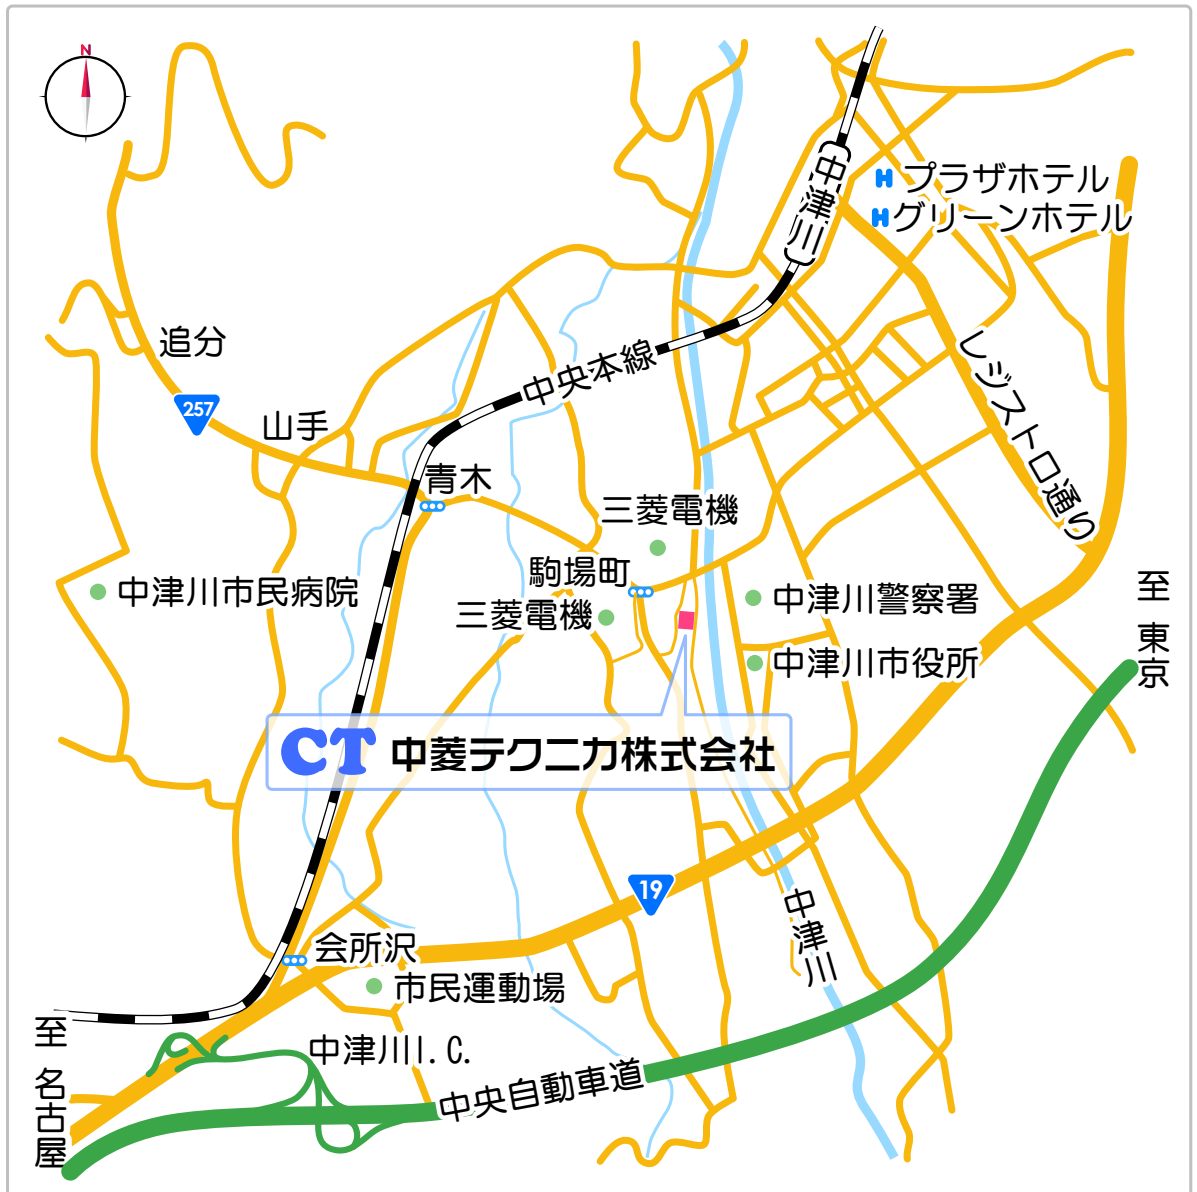 N
中津川
プラザホテル
グリーンホテル
追分
257
山手
中央本線
レジストロ通り
青木
三菱電機
駒場町
三菱電機
中津川市民病院
中津川警察署
中津川市役所
至 東京
CT 中菱テクニカ株式会社
19
中津川
会所沢
市民運動場
至 名古屋
中津川I.C.
中央自動車道